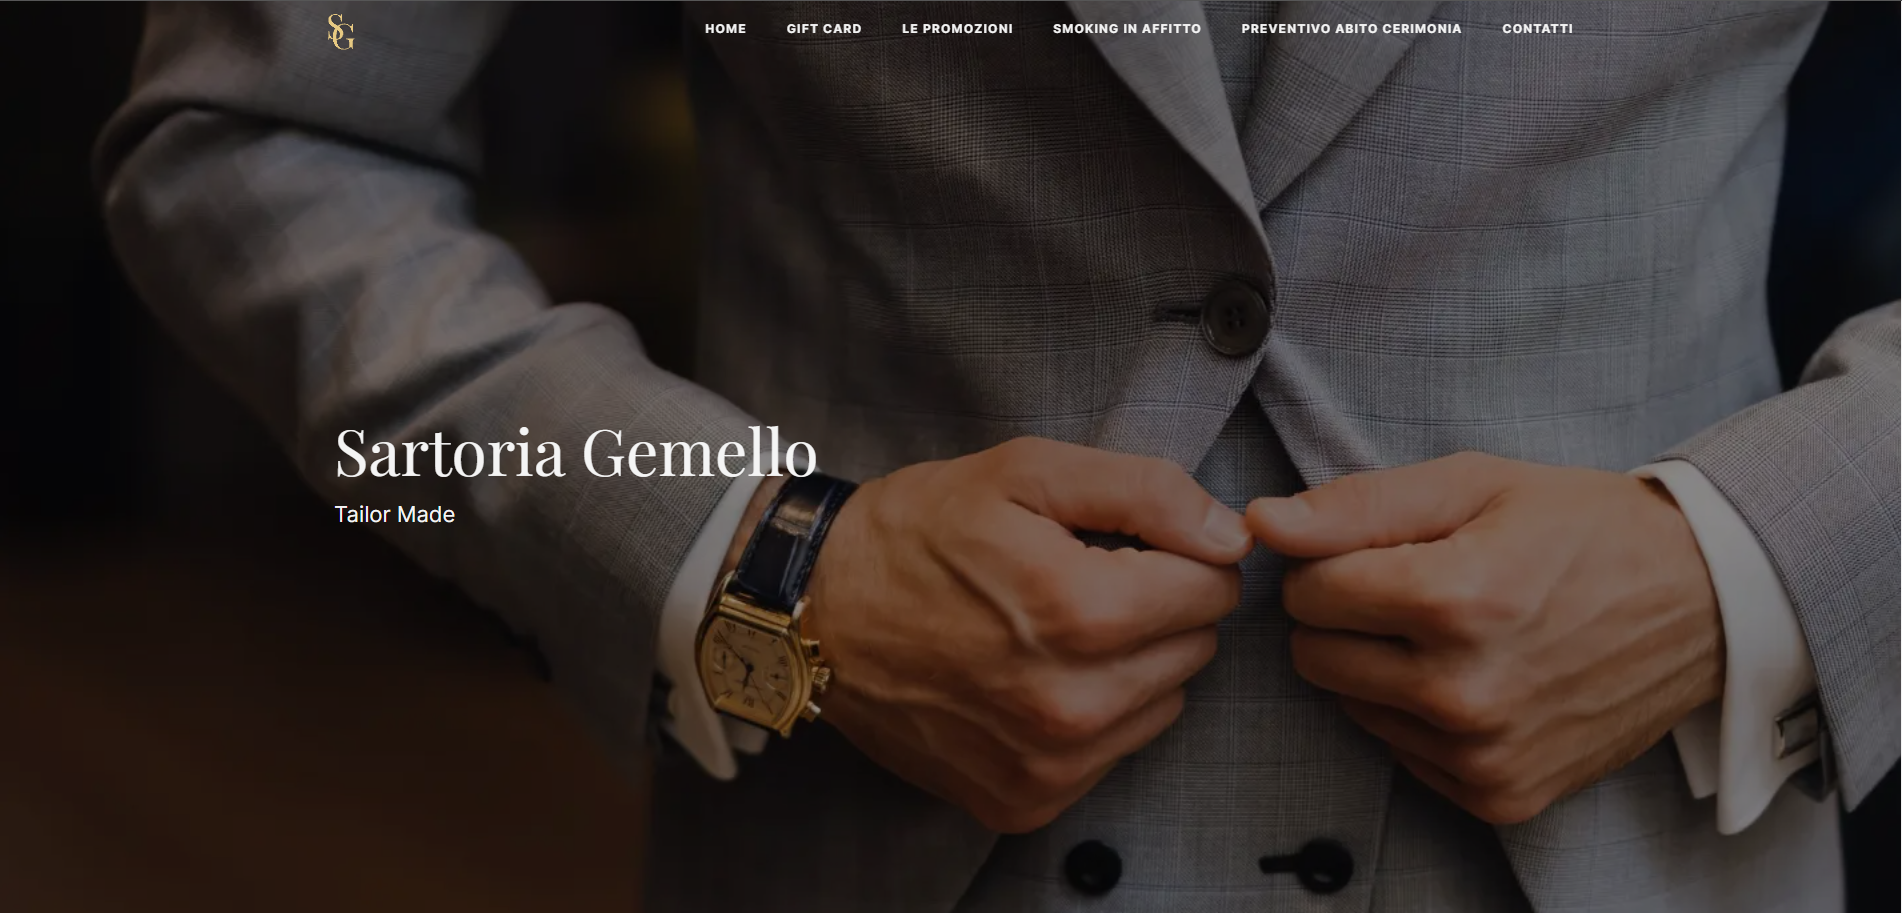 SG
HOME GIFT CARD LE PROMOZIONI SMOKING IN AFFITTO PREVENTIVO ABITO CERIMONIA CONTATTI
Sartoria Gemello
Tailor Made